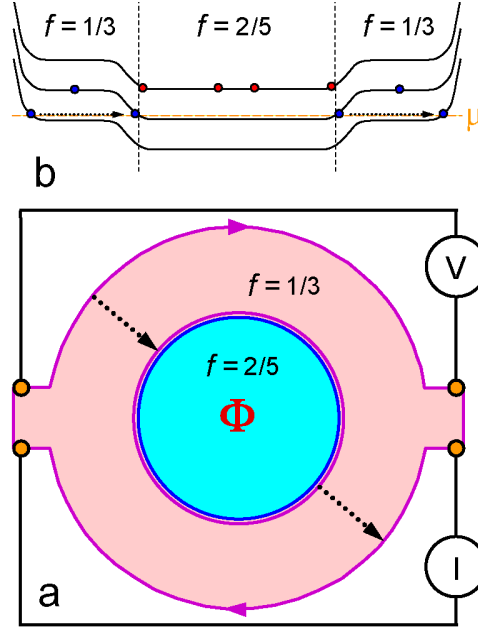 f = 1/3 f = 2/5 f = 1/3
μ
b
V
f = 1/3
f = 2/5
Φ
I
a